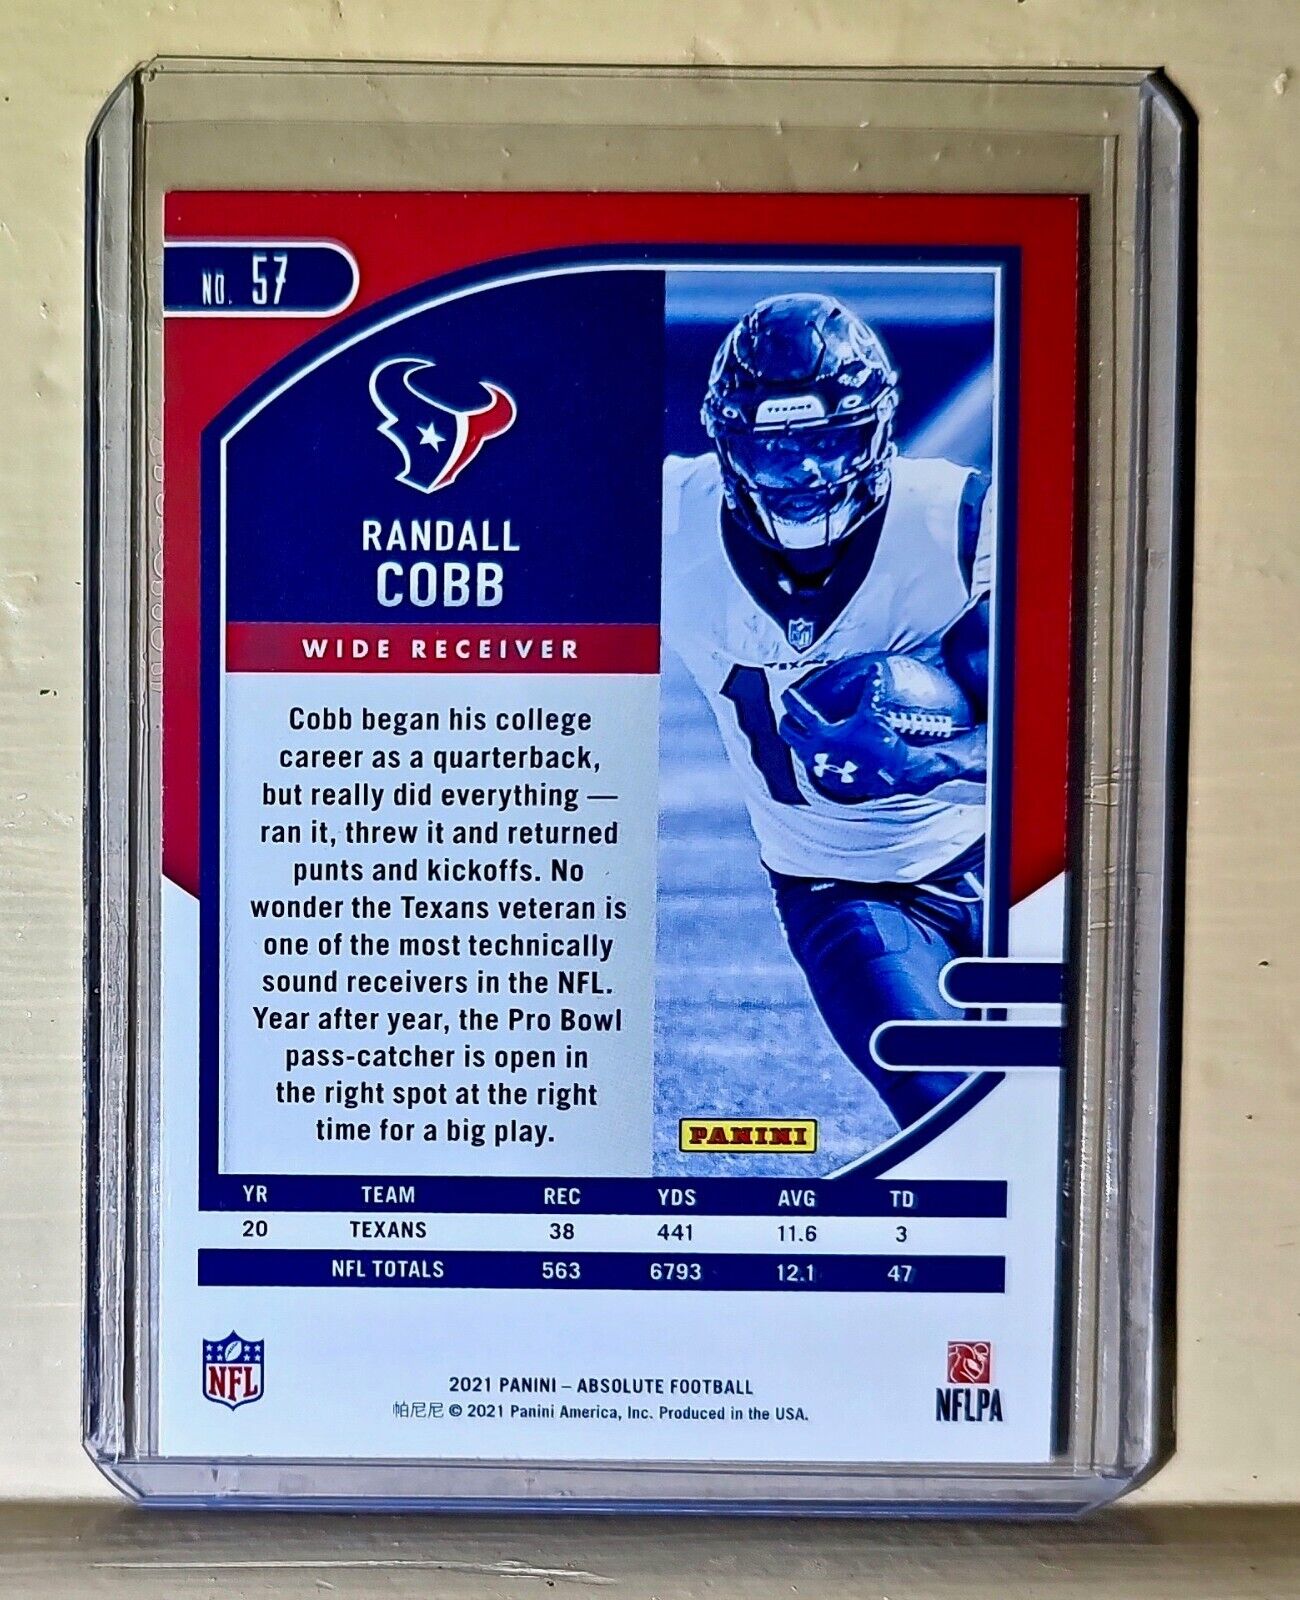 NO. 57
TEXANS
TEXANS
1
RANDALL
COBB
WIDE RECEIVER
Cobb began his college
career as a quarterback,
but really did everything —
ran it, threw it and returned
punts and kickoffs. No
wonder the Texans veteran is
one of the most technically
sound receivers in the NFL.
Year after year, the Pro Bowl
pass-catcher is open in
the right spot at the right
time for a big play.
PANINI
YR TEAM REC YDS AVG TD
20 TEXANS 38 441 11.6 3
NFL TOTALS 563 6793 12.1 47
NFL
2021 PANINI – ABSOLUTE FOOTBALL
帕尼尼 © 2021 Panini America, Inc. Produced in the USA.
NFLPA